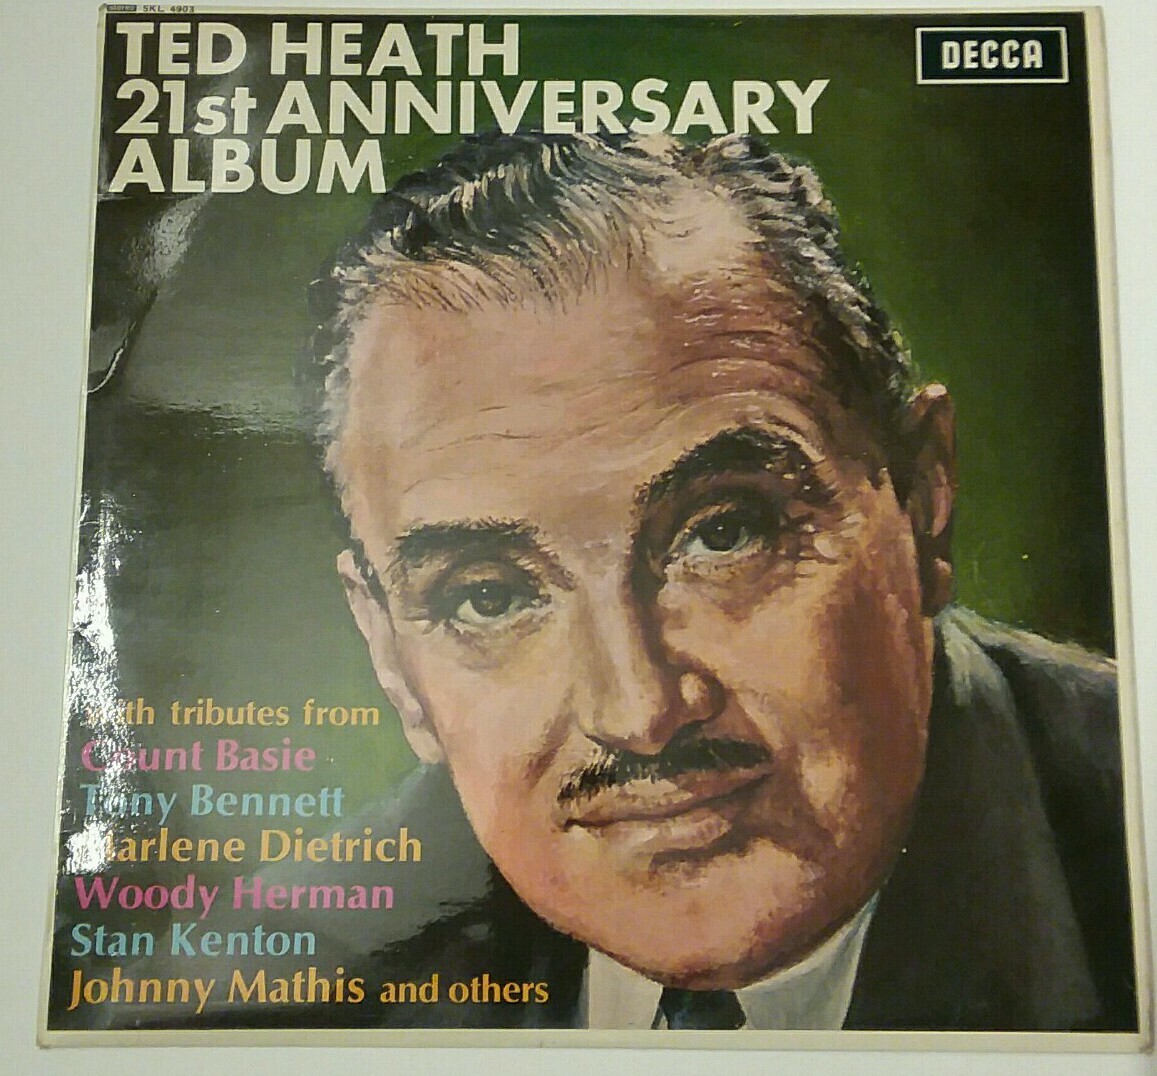 STEREO SKL 4903
TED HEATH
21st ANNIVERSARY
ALBUM
DECCA
with tributes from
Count Basie
Tony Bennett
Marlene Dietrich
Woody Herman
Stan Kenton
Johnny Mathis and others